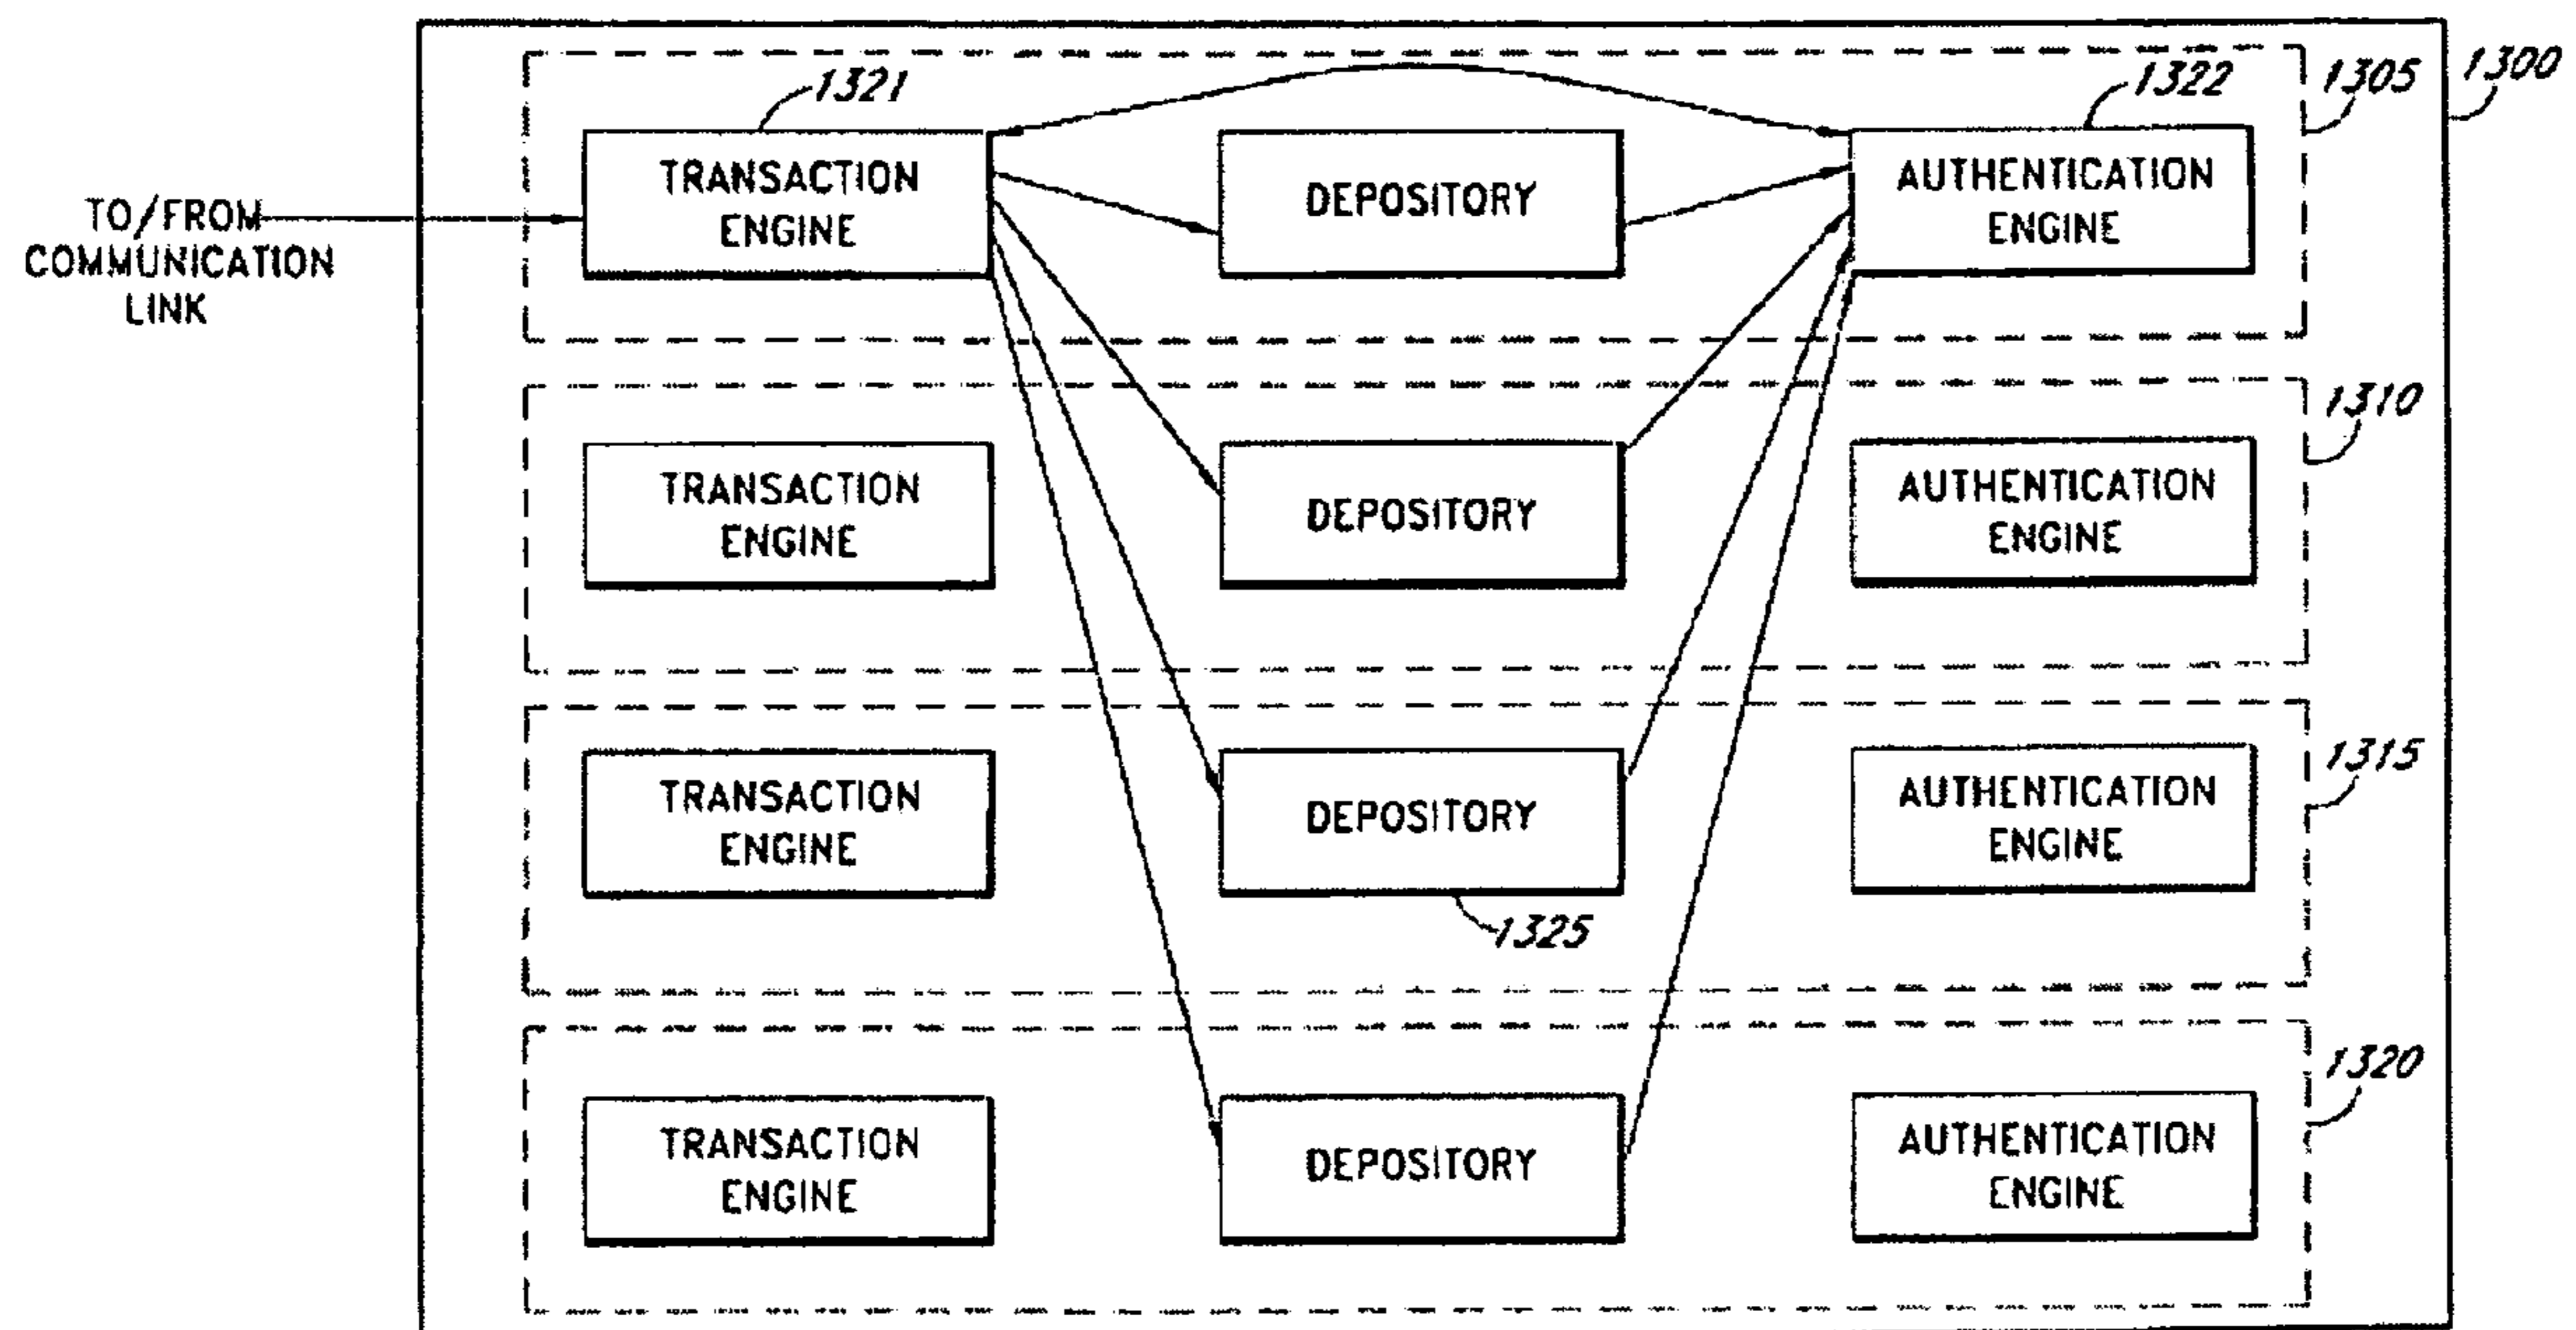 1300
1305
1321
1322
TRANSACTION
ENGINE
DEPOSITORY
AUTHENTICATION
ENGINE
TO/FROM
COMMUNICATION
LINK
1310
TRANSACTION
ENGINE
DEPOSITORY
AUTHENTICATION
ENGINE
1315
TRANSACTION
ENGINE
DEPOSITORY
AUTHENTICATION
ENGINE
1325
1320
TRANSACTION
ENGINE
DEPOSITORY
AUTHENTICATION
ENGINE